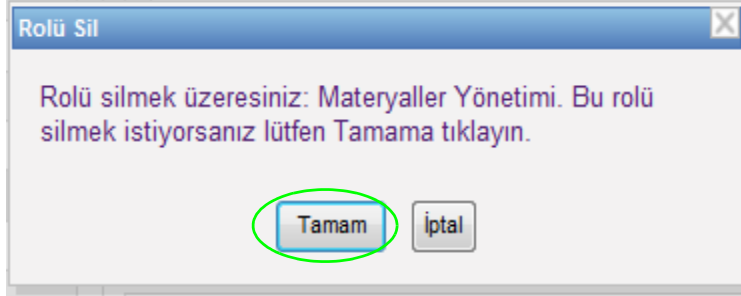 Rolü Sil
Rolü silmek üzeresiniz: Materyaller Yönetimi. Bu rolü
silmek istiyorsanız lütfen Tamama tıklayın.
Tamam İptal